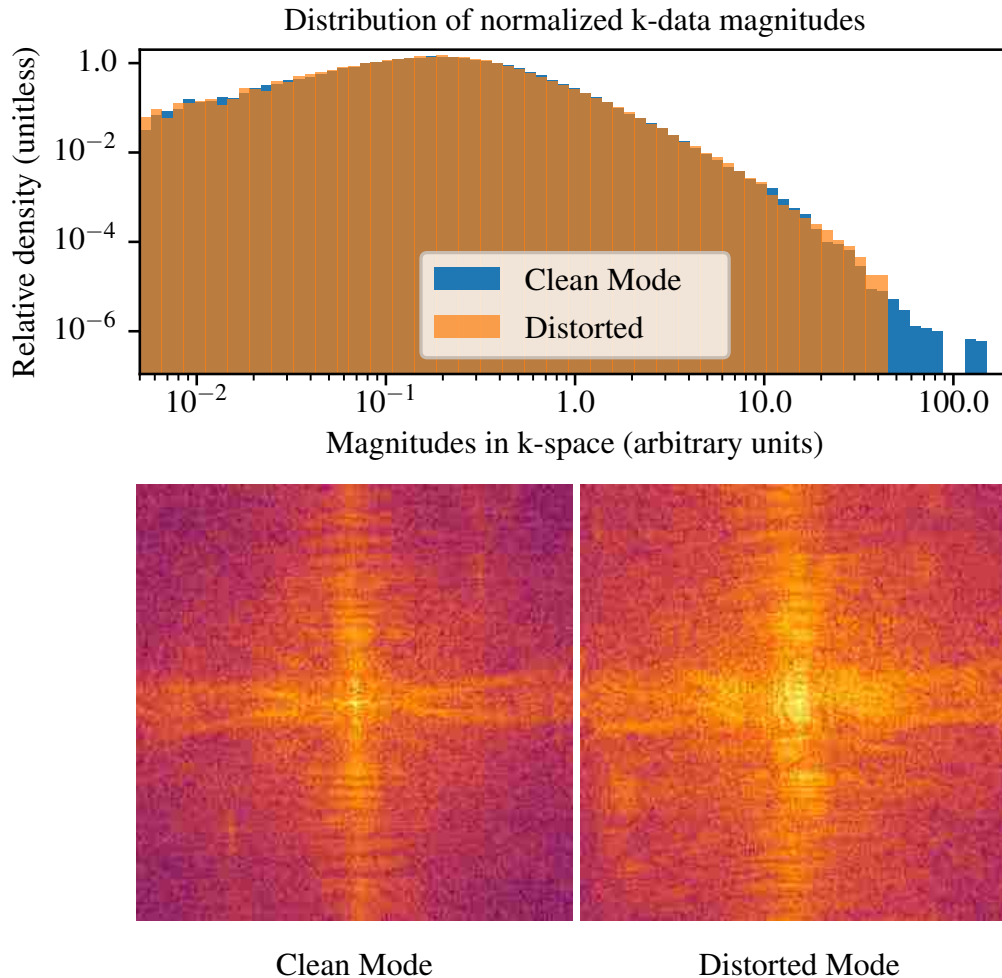 Distribution of normalized k-data magnitudes
Relative density (unitless)
1.0
10⁻²
10⁻⁴
10⁻⁶
Clean Mode
Distorted
10⁻² 10⁻¹ 1.0 10.0 100.0
Magnitudes in k-space (arbitrary units)
Clean Mode Distorted Mode